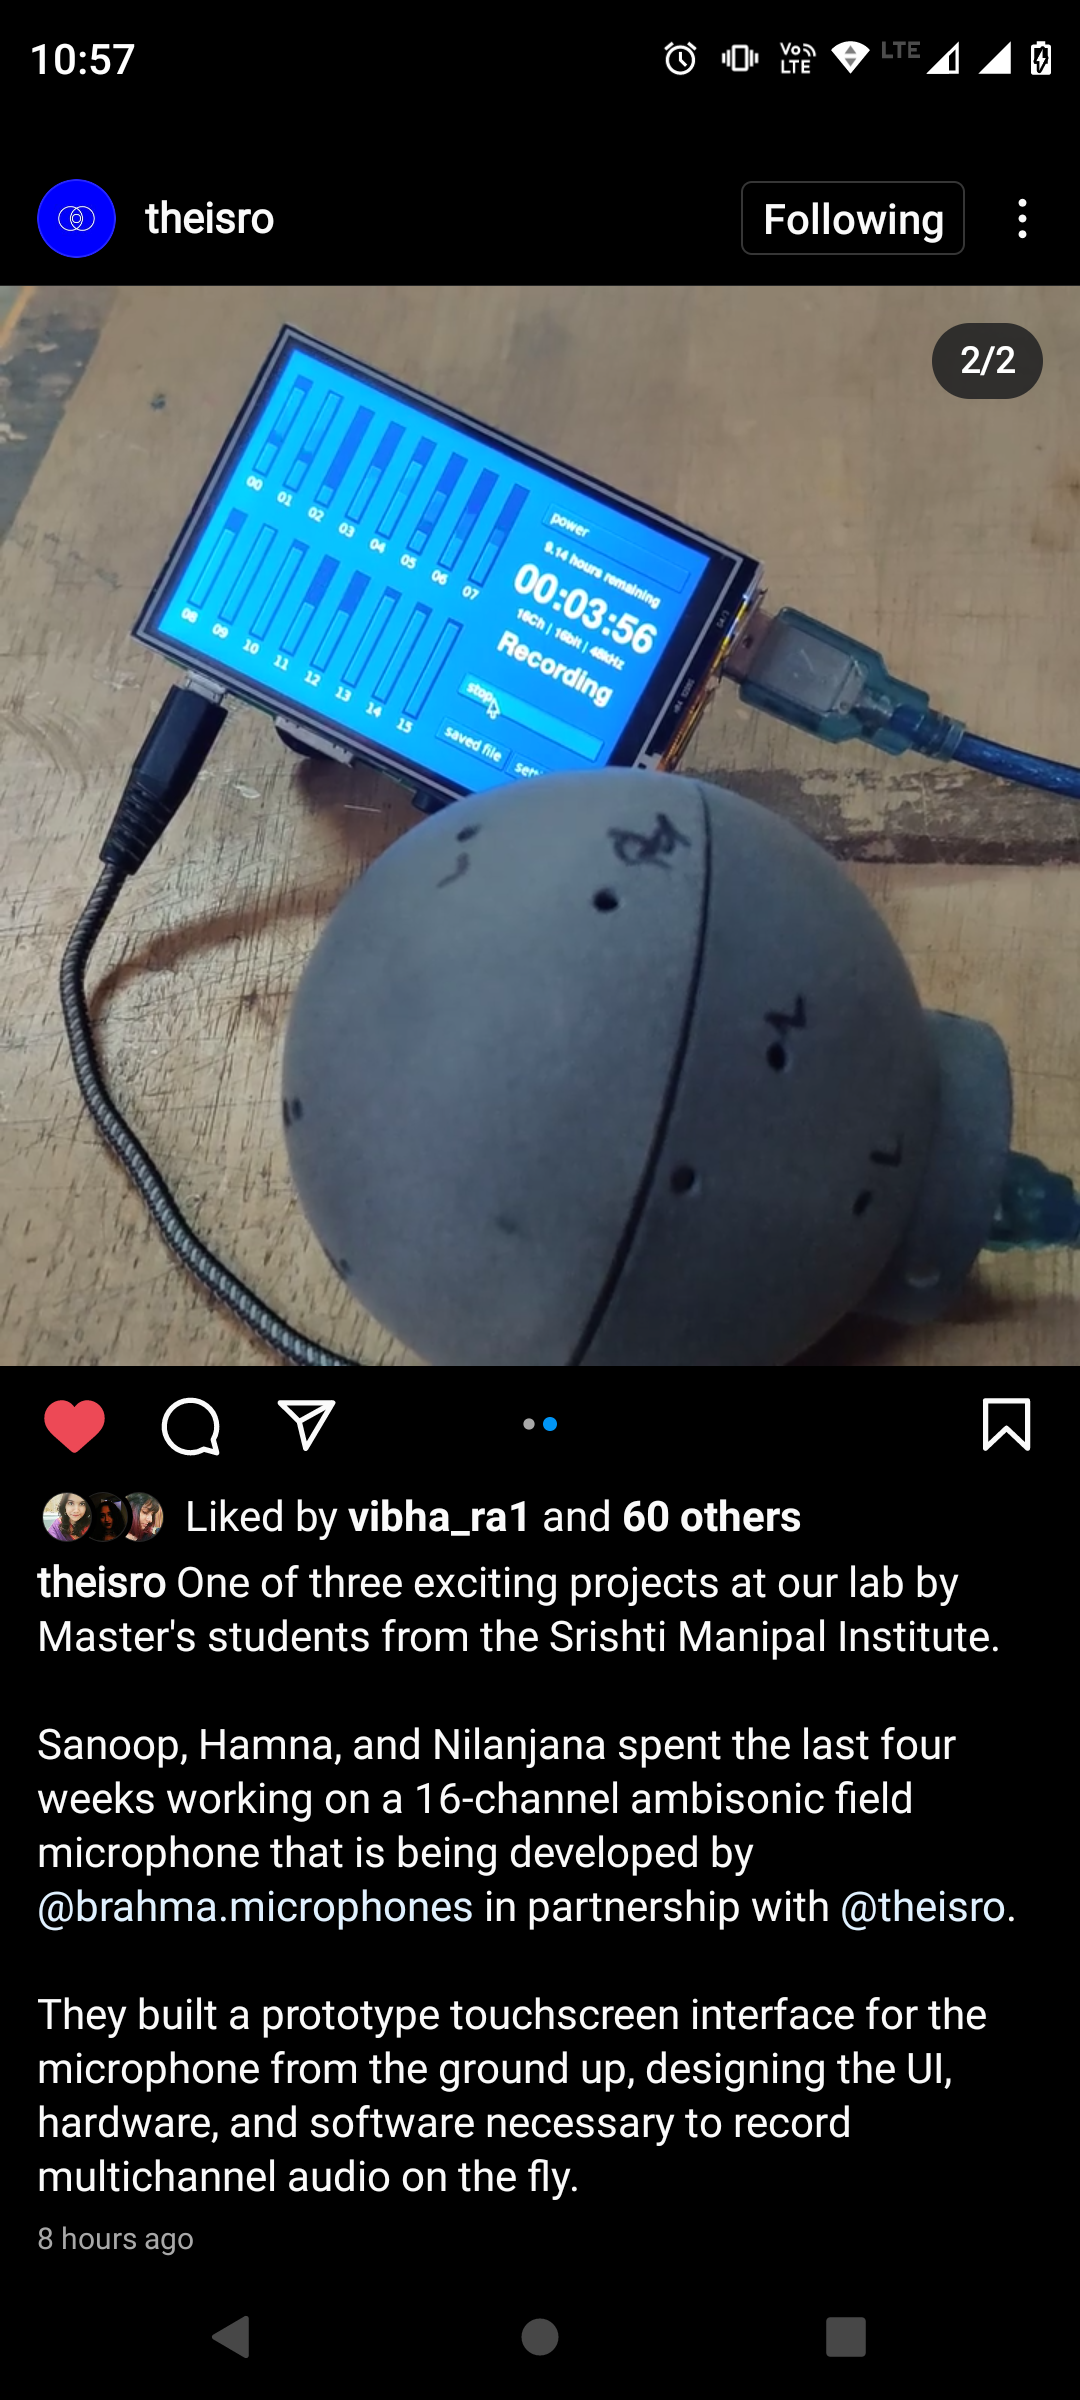 10:57
Vo LTE
LTE
theisro
Following
2/2
00 01 02 03 04 05 06 07
08 09 10 11 12 13 14 15
power
8.14 hours remaining
00:03:56
16Ch | 16bit | 48kHz
Recording
stop
saved file
Liked by vibha_ra1 and 60 others
theisro One of three exciting projects at our lab by
Master's students from the Srishti Manipal Institute.
Sanoop, Hamna, and Nilanjana spent the last four
weeks working on a 16-channel ambisonic field
microphone that is being developed by
@brahma.microphones in partnership with @theisro.
They built a prototype touchscreen interface for the
microphone from the ground up, designing the UI,
hardware, and software necessary to record
multichannel audio on the fly.
8 hours ago